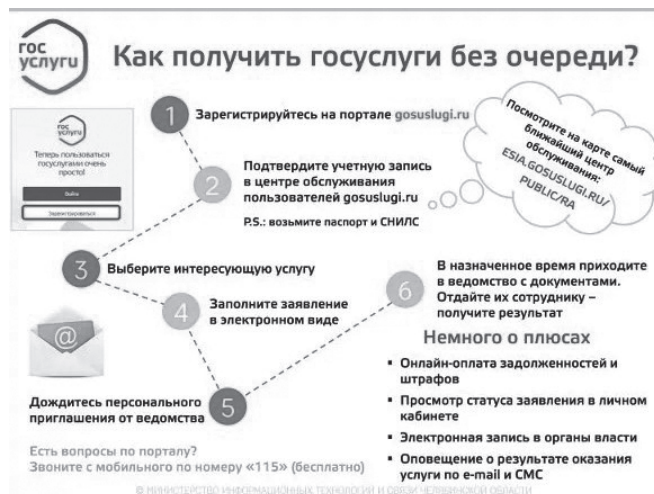 гос
услуги
Как получить госуслуги без очереди?
гос
услуги
Теперь пользоваться
госуслугами очень
просто!
Войти
Зарегистрироваться
1
Зарегистрируйтесь на портале gosuslugi.ru
Посмотрите на карте самый
ближайший центр
обслуживания:
ESIA.GOSUSLUGI.RU/
PUBLIC/RA
2
Подтвердите учетную запись
в центре обслуживания
пользователей gosuslugi.ru
P.S.: возьмите паспорт и СНИЛС
3
Выберите интересующую услугу
4
Заполните заявление
в электронном виде
@
Дождитесь персонального
приглашения от ведомства
5
6
В назначенное время приходите
в ведомство с документами.
Отдайте их сотруднику –
получите результат
Немного о плюсах
▪ Онлайн-оплата задолженностей и
штрафов
▪ Просмотр статуса заявления в личном
кабинете
▪ Электронная запись в органы власти
▪ Оповещение о результате оказания
услуги по e-mail и СМС
Есть вопросы по порталу?
Звоните с мобильного по номеру «115» (бесплатно)
© МИНИСТЕРСТВО ИНФОРМАЦИОННЫХ ТЕХНОЛОГИЙ И СВЯЗИ ЧЕЛЯБИНСКОЙ ОБЛАСТИ